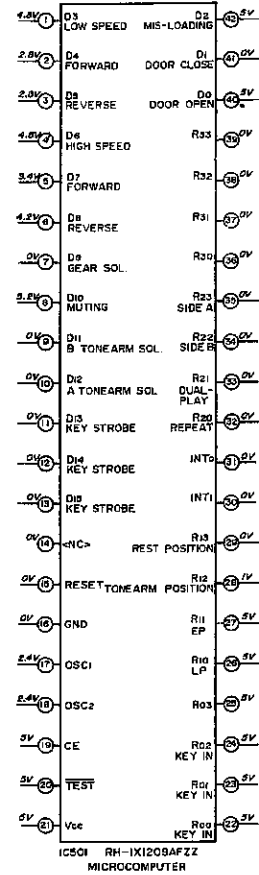 4.8V 1 D3 LOW SPEED
2.8V 2 D4 FORWARD
3 D5 REVERSE
4 D6 HIGH SPEED
5 D7 FORWARD
4.2V 6 D8 REVERSE
0V 7 D9 GEAR SOL.
5.2V 8 D10 MUTING
0V 9 D11 B TONEARM SOL.
0V 10 D12 A TONEARM SOL
0V 11 D13 KEY STROBE
0V 12 D14 KEY STROBE
0V 13 D15 KEY STROBE
0V 14 <NC>
0V 15 RESET
0V 16 GND
2.4V 17 OSC1
2.4V 18 OSC2
5V 19 CE
5V 20 TEST
5V 21 Vcc
D2 MIS-LOADING 42 5V
D1 DOOR CLOSE 41 0V
D0 DOOR OPEN 40 5V
R33 39 0V
R32 38 0V
R31 37 0V
R30 36 0V
R23 SIDE A 35 0V
R22 SIDE B 34 0V
R21 DUAL-PLAY 33 0V
R20 REPEAT 32 0V
INT0 31 0V
INT1 30 0V
R13 REST POSITION 29 0V
R12 TONEARM POSITION 28 1V
R11 EP 27 5V
R10 LP 26 5V
R03 25 5V
R02 KEY IN 24 5V
R01 KEY IN 23 5V
R00 KEY IN 22 5V
IC501 RH-IX1209AFZZ
MICROCOMPUTER